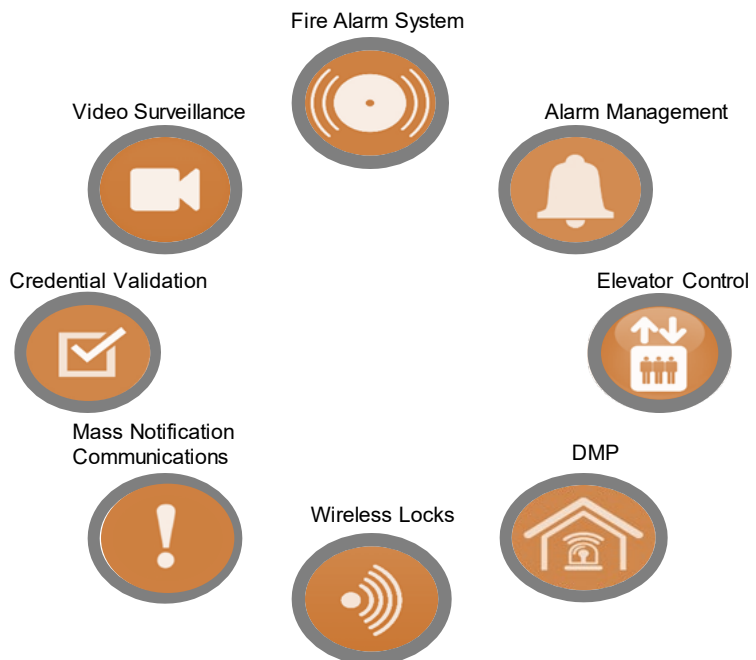 Fire Alarm System
Video Surveillance
Alarm Management
Credential Validation
Elevator Control
Mass Notification
Communications
DMP
Wireless Locks